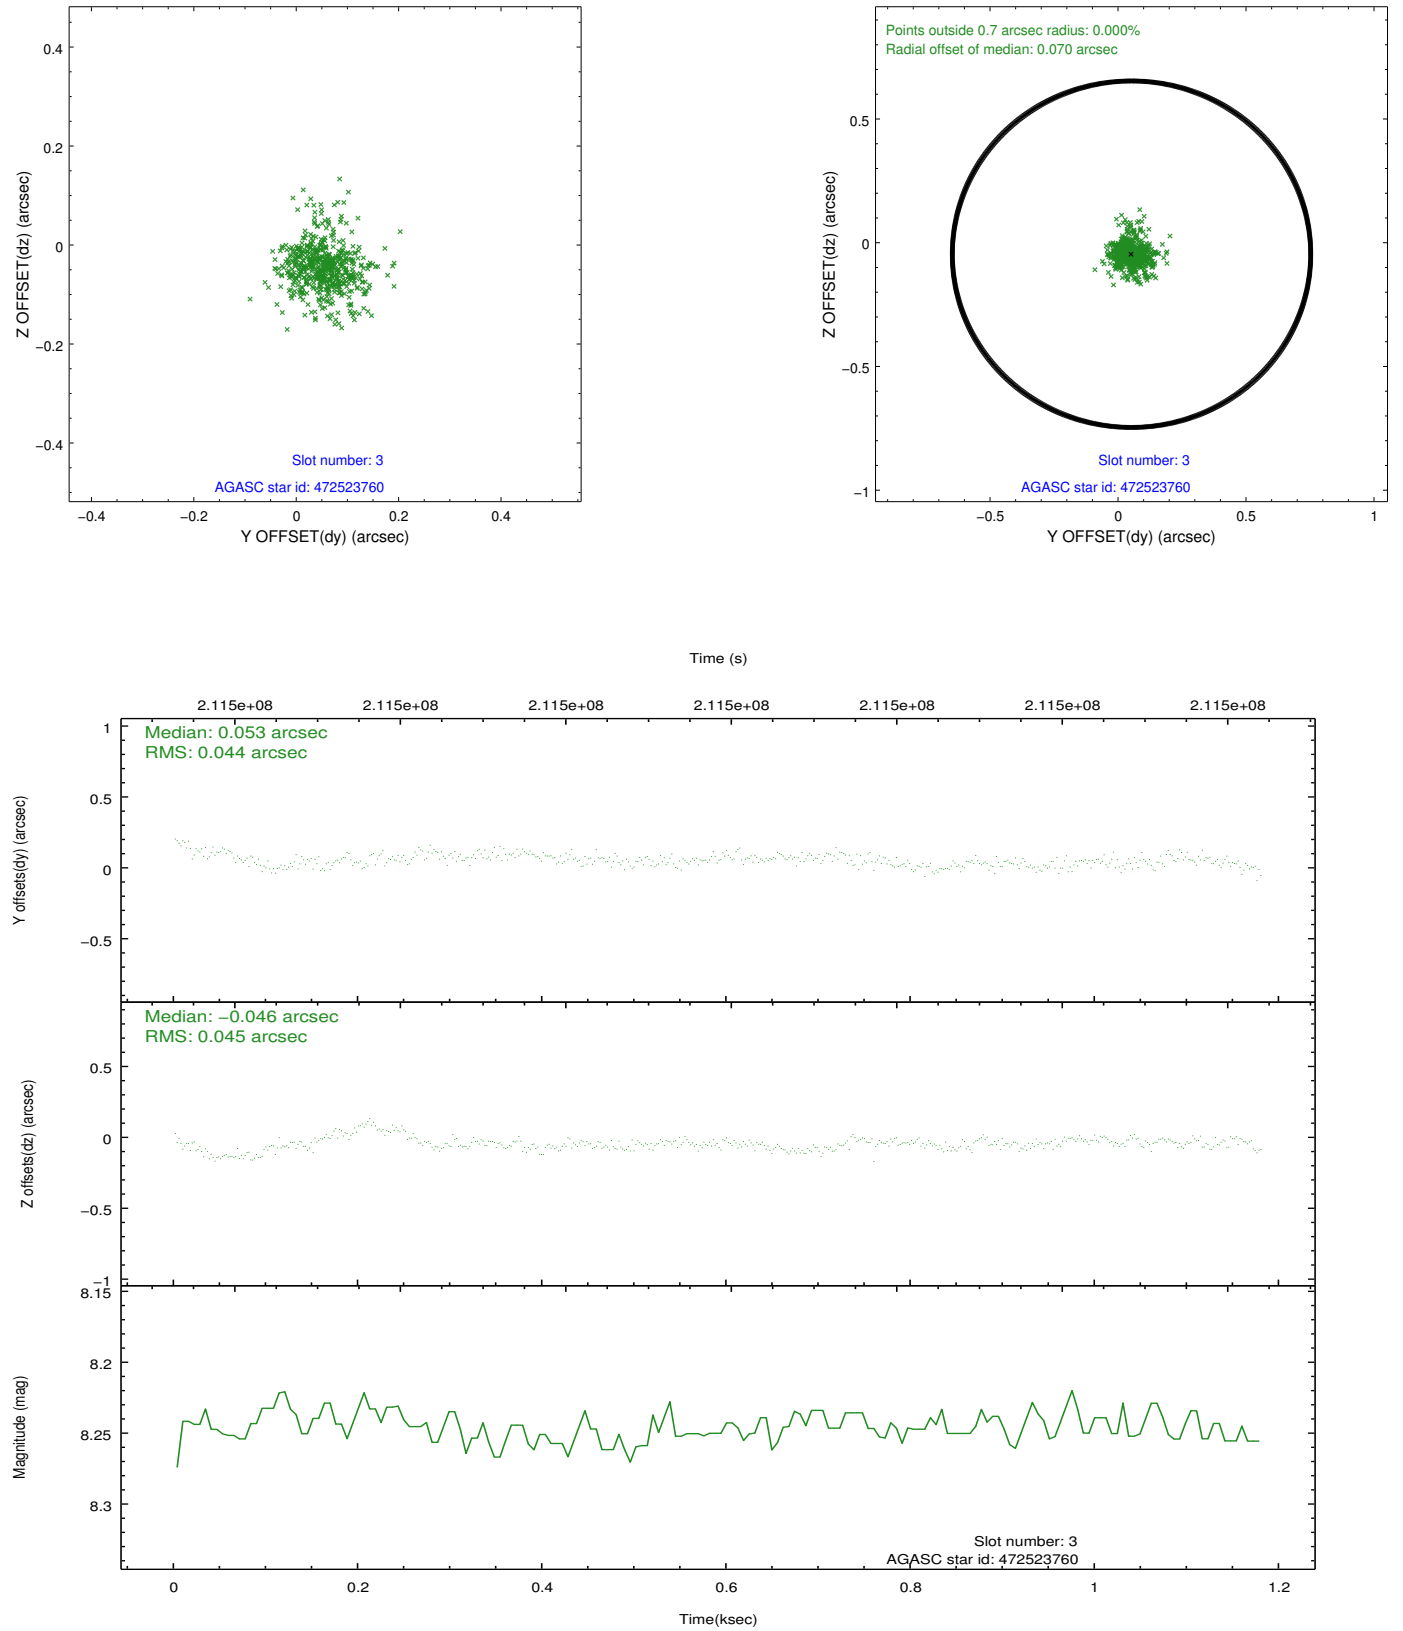 0.4
0.2
0
−0.2
−0.4
Z OFFSET(dz) (arcsec)
Slot number: 3
AGASC star id: 472523760
−0.4 −0.2 0 0.2 0.4
Y OFFSET(dy) (arcsec)
Points outside 0.7 arcsec radius: 0.000%
Radial offset of median: 0.070 arcsec
0.5
0
−0.5
−1
Z OFFSET(dz) (arcsec)
Slot number: 3
AGASC star id: 472523760
−0.5 0 0.5 1
Y OFFSET(dy) (arcsec)
Time (s)
2.115e+08 2.115e+08 2.115e+08 2.115e+08 2.115e+08 2.115e+08 2.115e+08
Median: 0.053 arcsec
RMS: 0.044 arcsec
1
0.5
0
−0.5
Y offsets(dy) (arcsec)
Median: −0.046 arcsec
RMS: 0.045 arcsec
0.5
0
−0.5
−1
Z offsets(dz) (arcsec)
8.15
8.2
8.25
8.3
Magnitude (mag)
Slot number: 3
AGASC star id: 472523760
0 0.2 0.4 0.6 0.8 1 1.2
Time(ksec)